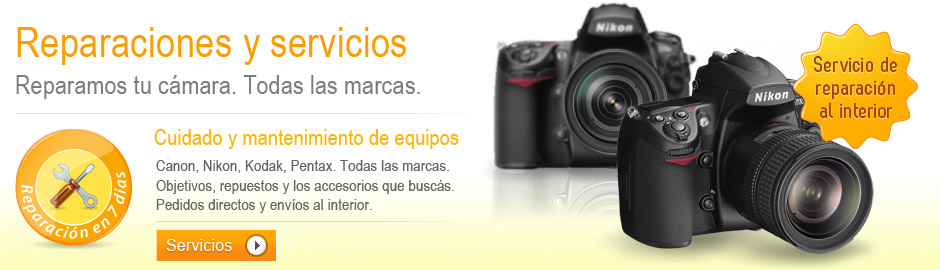 Reparaciones y servicios
Reparamos tu cámara. Todas las marcas.
Cuidado y mantenimiento de equipos
Canon, Nikon, Kodak, Pentax. Todas las marcas.
Objetivos, repuestos y los accesorios que buscás.
Pedidos directos y envíos al interior.
Reparación en 7 días
Servicios
Nikon
Nikon
Servicio de
reparación
al interior